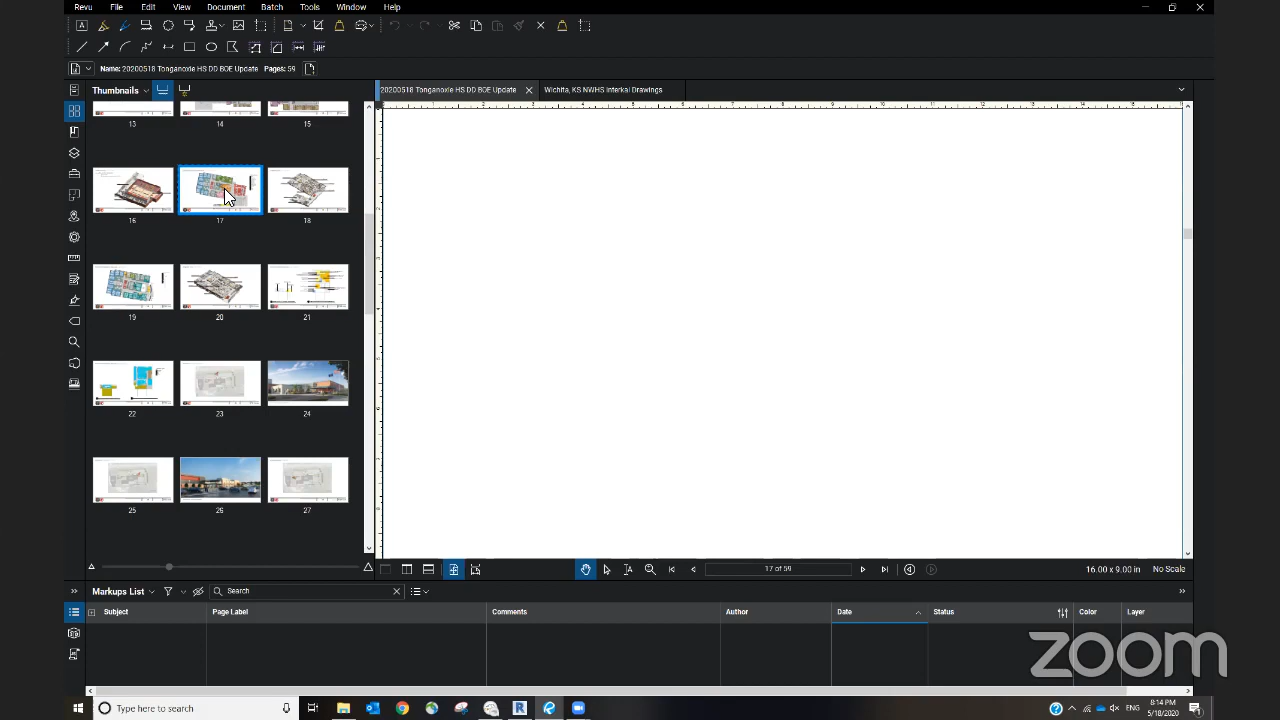 Revu File Edit View Document Batch Tools Window Help
Name: 20200518 Tonganoxie HS DD BOE Update Pages: 59
Thumbnails
20200518 Tonganoxie HS DD BOE Update
Wichita, KS NWHS Interkal Drawings
13 14 15
16 17 18
19 20 21
22 23 24
25 26 27
17 of 59
16.00 x 9.00 in No Scale
Markups List Search
Subject Page Label Comments Author Date Status Color Layer
zoom
Type here to search
8:14 PM
5/18/2020